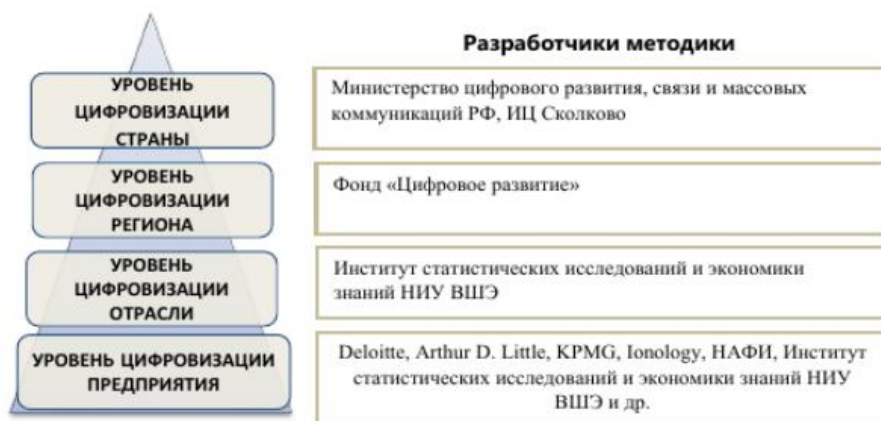 Разработчики методики
УРОВЕНЬ
ЦИФРОВИЗАЦИИ
СТРАНЫ
Министерство цифрового развития, связи и массовых
коммуникаций РФ, ИЦ Сколково
УРОВЕНЬ
ЦИФРОВИЗАЦИИ
РЕГИОНА
Фонд «Цифровое развитие»
УРОВЕНЬ
ЦИФРОВИЗАЦИИ
ОТРАСЛИ
Институт статистических исследований и экономики
знаний НИУ ВШЭ
УРОВЕНЬ ЦИФРОВИЗАЦИИ
ПРЕДПРИЯТИЯ
Deloitte, Arthur D. Little, KPMG, Ionology, НАФИ, Институт
статистических исследований и экономики знаний НИУ
ВШЭ и др.